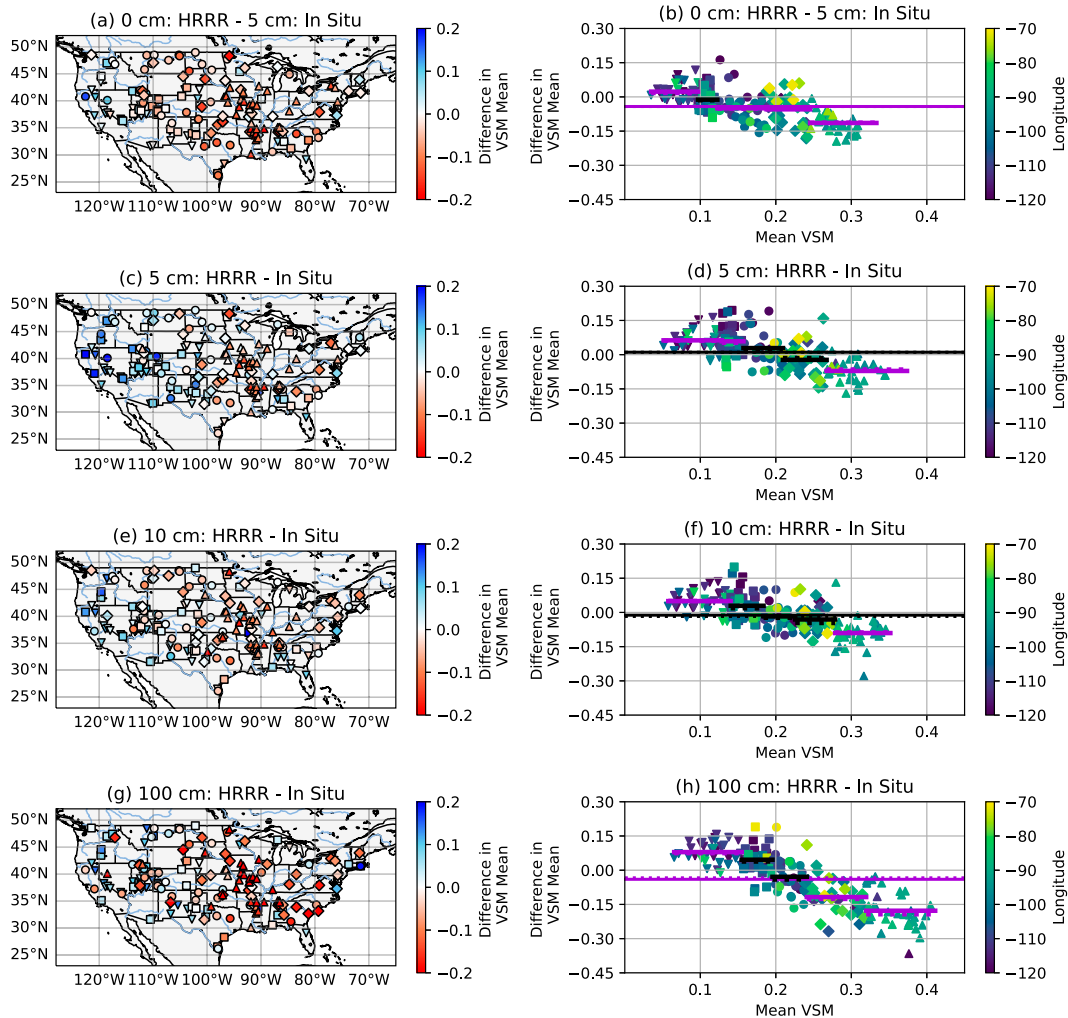 (a) 0 cm: HRRR - 5 cm: In Situ
50°N
45°N
40°N
35°N
30°N
25°N
120°W110°W100°W 90°W 80°W 70°W
0.2
0.1
0.0
−0.1
−0.2
Difference in
VSM Mean
(b) 0 cm: HRRR - 5 cm: In Situ
Difference in
VSM Mean
0.30
0.15
0.00
−0.15
−0.30
−0.45
0.1 0.2 0.3 0.4
Mean VSM
−70
−80
−90
−100
−110
−120
Longitude
(c) 5 cm: HRRR - In Situ
50°N
45°N
40°N
35°N
30°N
25°N
120°W110°W100°W 90°W 80°W 70°W
0.2
0.1
0.0
−0.1
−0.2
Difference in
VSM Mean
(d) 5 cm: HRRR - In Situ
Difference in
VSM Mean
0.30
0.15
0.00
−0.15
−0.30
−0.45
0.1 0.2 0.3 0.4
Mean VSM
−70
−80
−90
−100
−110
−120
Longitude
(e) 10 cm: HRRR - In Situ
50°N
45°N
40°N
35°N
30°N
25°N
120°W110°W100°W 90°W 80°W 70°W
0.2
0.1
0.0
−0.1
−0.2
Difference in
VSM Mean
(f) 10 cm: HRRR - In Situ
Difference in
VSM Mean
0.30
0.15
0.00
−0.15
−0.30
−0.45
0.1 0.2 0.3 0.4
Mean VSM
−70
−80
−90
−100
−110
−120
Longitude
(g) 100 cm: HRRR - In Situ
50°N
45°N
40°N
35°N
30°N
25°N
120°W110°W100°W 90°W 80°W 70°W
0.2
0.1
0.0
−0.1
−0.2
Difference in
VSM Mean
(h) 100 cm: HRRR - In Situ
Difference in
VSM Mean
0.30
0.15
0.00
−0.15
−0.30
−0.45
0.1 0.2 0.3 0.4
Mean VSM
−70
−80
−90
−100
−110
−120
Longitude